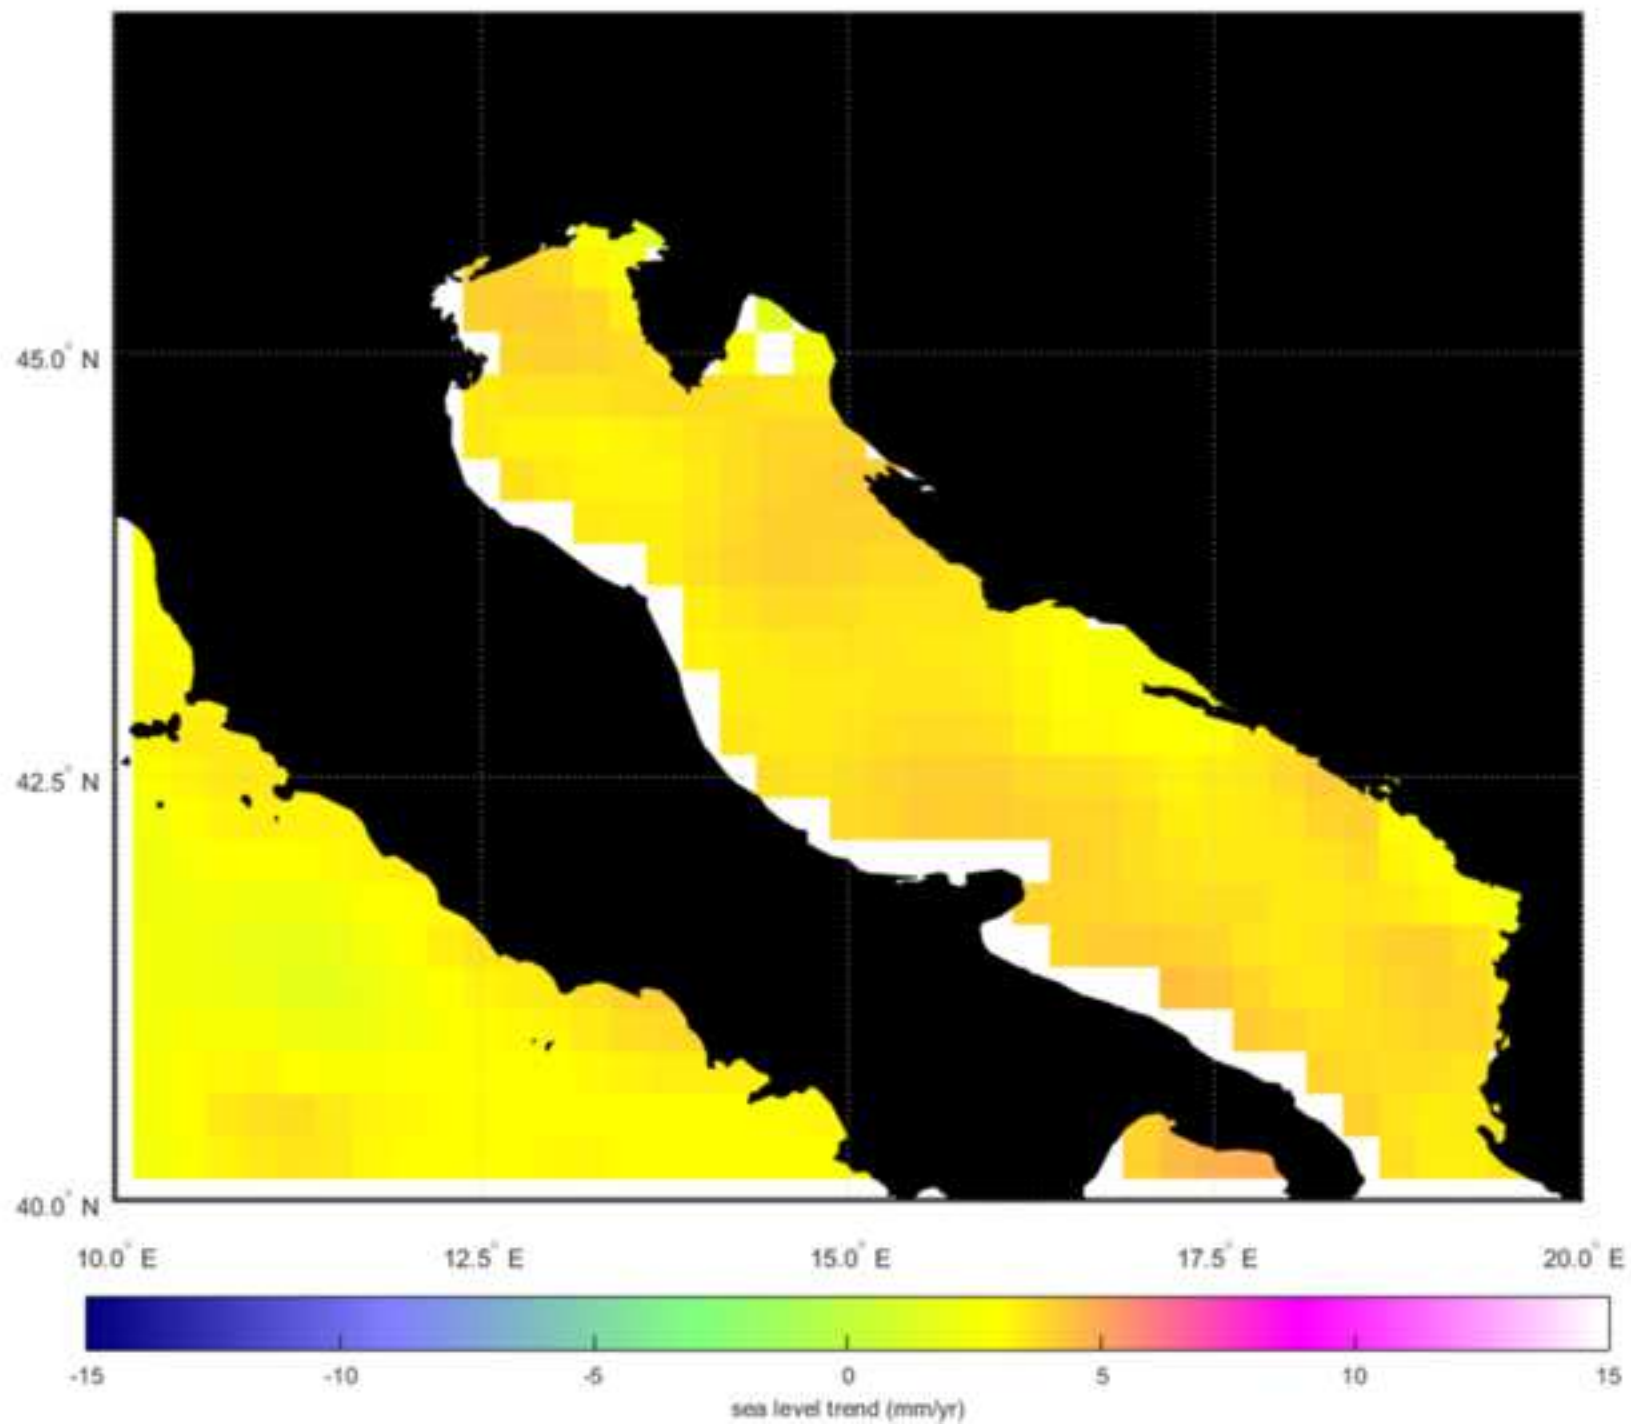 45.0° N
42.5° N
40.0° N
10.0° E 12.5° E 15.0° E 17.5° E 20.0° E
-15 -10 -5 0 5 10 15
sea level trend (mm/yr)